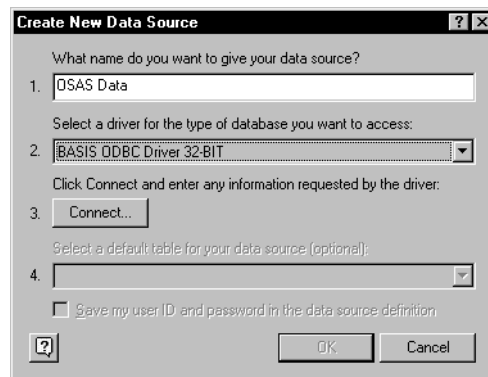 Create New Data Source
What name do you want to give your data source?
1. OSAS Data
Select a driver for the type of database you want to access:
2. BASIS ODBC Driver 32-BIT
Click Connect and enter any information requested by the driver:
3. Connect...
Select a default table for your data source (optional):
4.
Save my user ID and password in the data source definition
OK Cancel